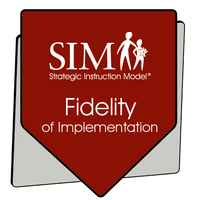 SIM
Strategic Instruction Model®
Fidelity
of Implementation